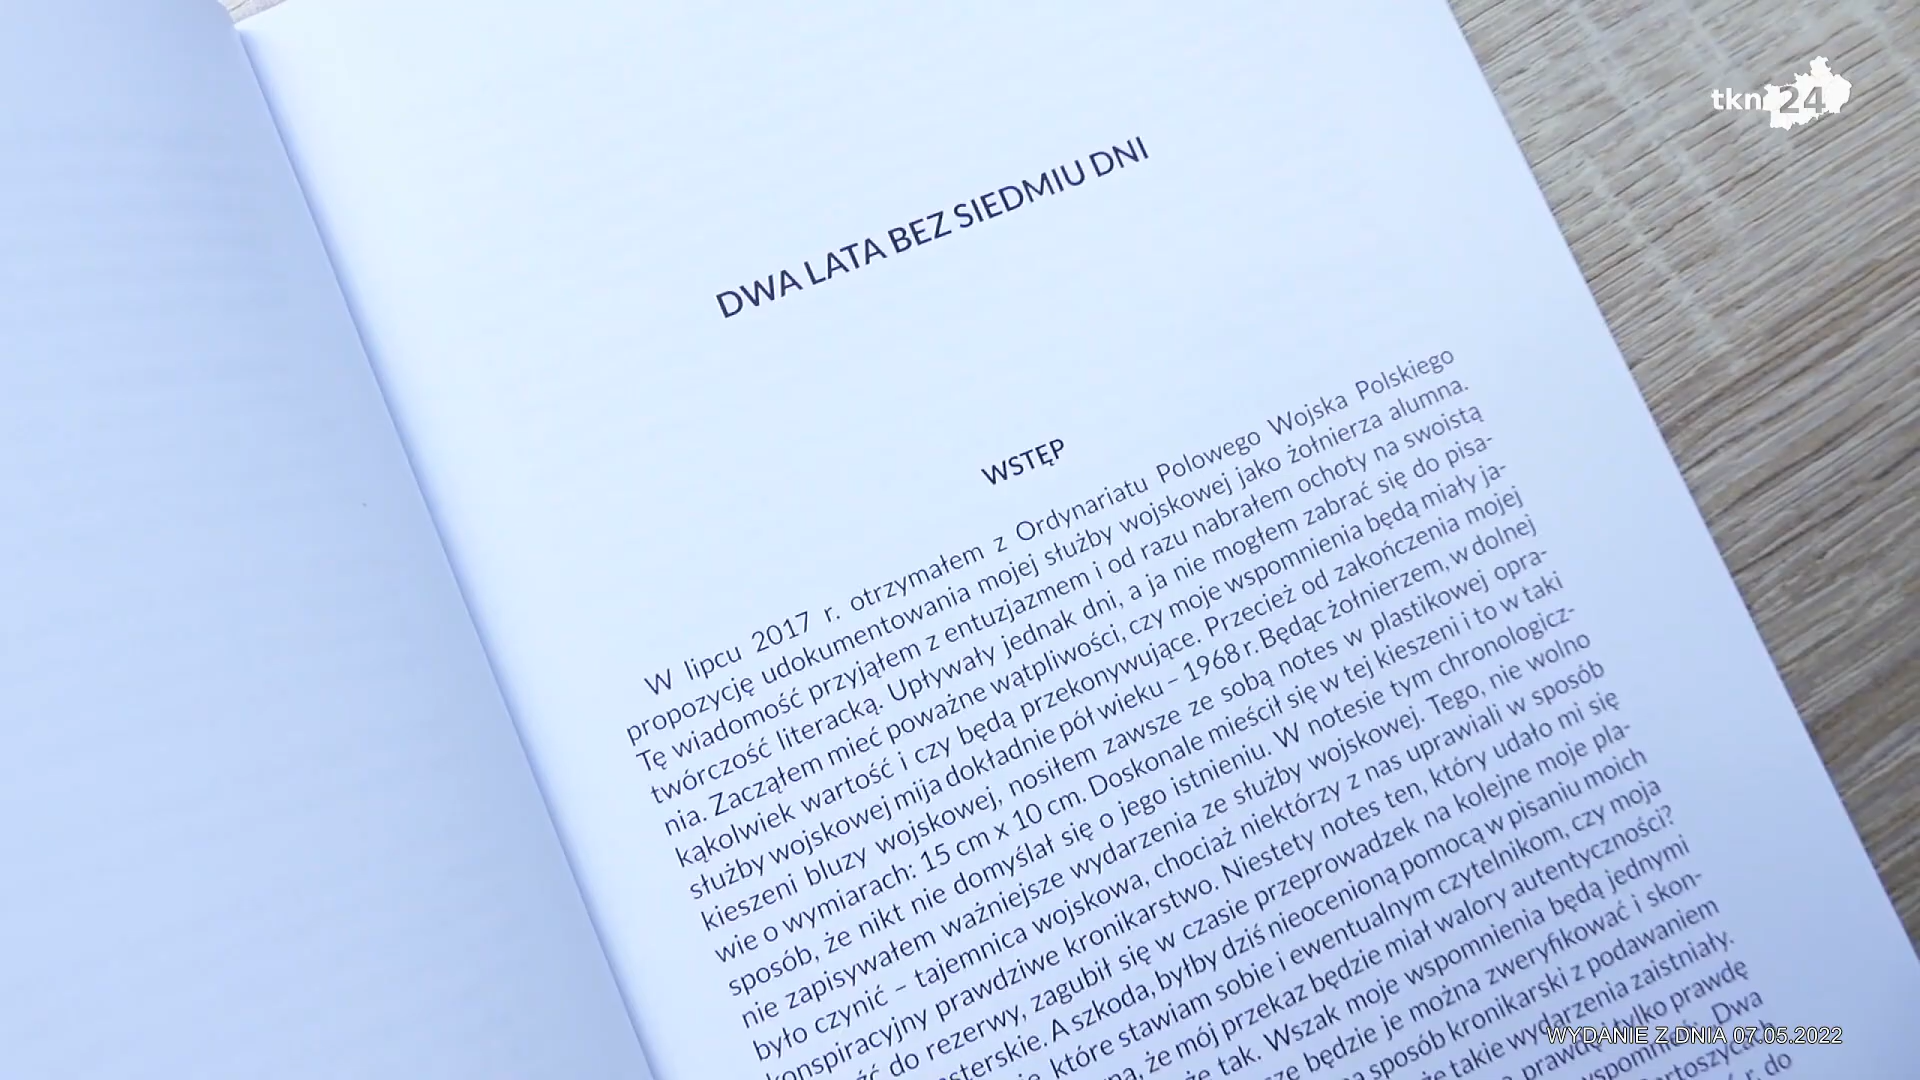 tkn 24
DWA LATA BEZ SIEDMIU DNI
WSTĘP
W lipcu 2017 r. otrzymałem z Ordynariatu Polowego Wojska Polskiego
propozycję udokumentowania mojej służby wojskowej jako żołnierza alumna.
Tę wiadomość przyjąłem z entuzjazmem i od razu nabrałem ochoty na swoistą
twórczość literacką. Upływały jednak dni, a ja nie mogłem zabrać się do pisa-
nia. Zacząłem mieć poważne wątpliwości, czy moje wspomnienia będą miały ja-
kąkolwiek wartość i czy będą przekonywujące. Przecież od zakończenia mojej
służby wojskowej mija dokładnie pół wieku – 1968 r. Będąc żołnierzem, w dolnej
kieszeni bluzy wojskowej, nosiłem zawsze ze sobą notes w plastikowej opra-
wie o wymiarach: 15 cm x 10 cm. Doskonale mieścił się w tej kieszeni i to w taki
sposób, że nikt nie domyślał się o jego istnieniu. W notesie tym chronologicz-
nie zapisywałem ważniejsze wydarzenia ze służby wojskowej. Tego, nie wolno
było czynić – tajemnica wojskowa, chociaż niektórzy z nas uprawiali w sposób
konspiracyjny prawdziwe kronikarstwo. Niestety notes ten, który udało mi się
do rezerwy, zagubił się w czasie przeprowadzek na kolejne moje pla-
A szkoda, byłby dziś nieocenioną pomocą w pisaniu moich
które stawiam sobie i ewentualnym czytelnikom, czy moja
że mój przekaz będzie miał walory autentyczności?
tak. Wszak moje wspomnienia będą jednymi
będzie je można zweryfikować i skon-
sposób kronikarski z podawaniem
takie wydarzenia zaistniały.
tylko prawdę
Dwa
do
WYDANIE Z DNIA 07.05.2022